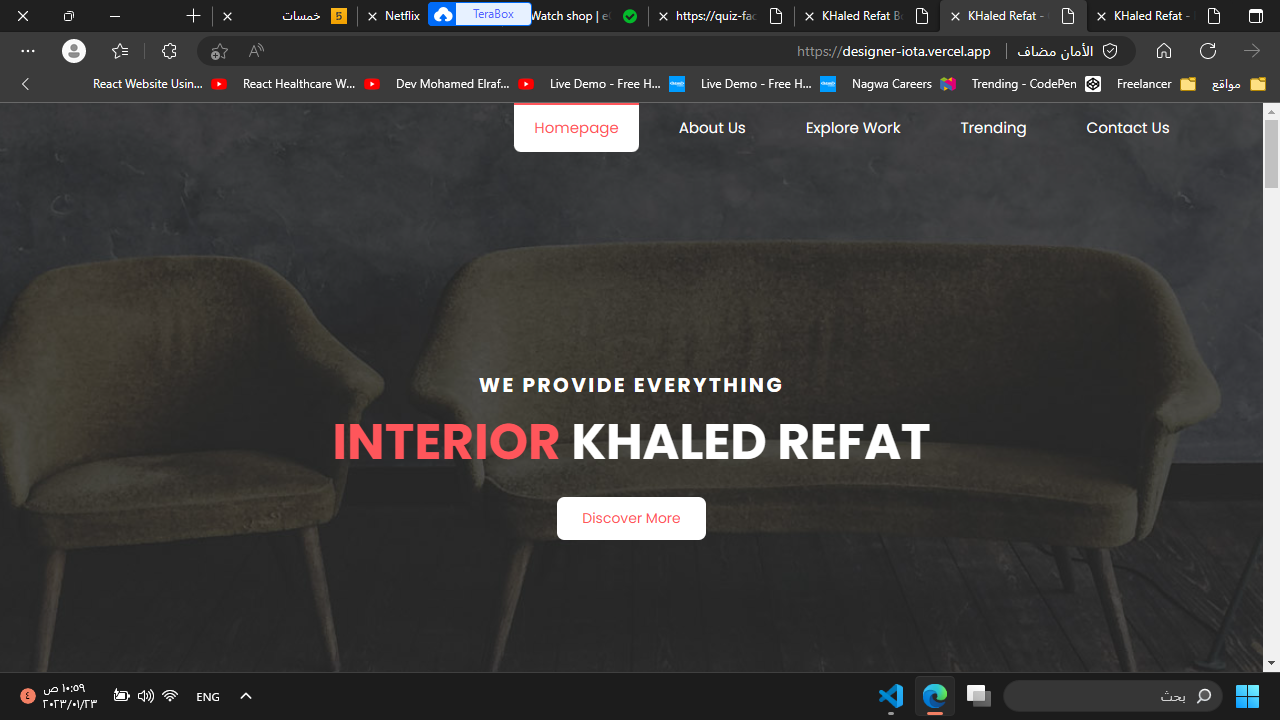 خمسات
Netflix
TeraBox
Watch shop | e
https://quiz-fac
KHaled Rifat B
KHaled Refat -
KHaled Refat -
https://designer-iota.vercel.app
الأمان مضاف
React Website Usin...
React Healthcare W...
Dev Mohamed Elraf...
Live Demo - Free H...
Live Demo - Free H...
Nagwa Careers
Trending - CodePen
Freelancer
مواقع
Homepage
About Us
Explore Work
Trending
Contact Us
WE PROVIDE EVERYTHING
INTERIOR KHALED REFAT
Discover More
٤
١٠:٥٩ ص
٢٠٢٣/٠١/٢٣
ENG
بحث